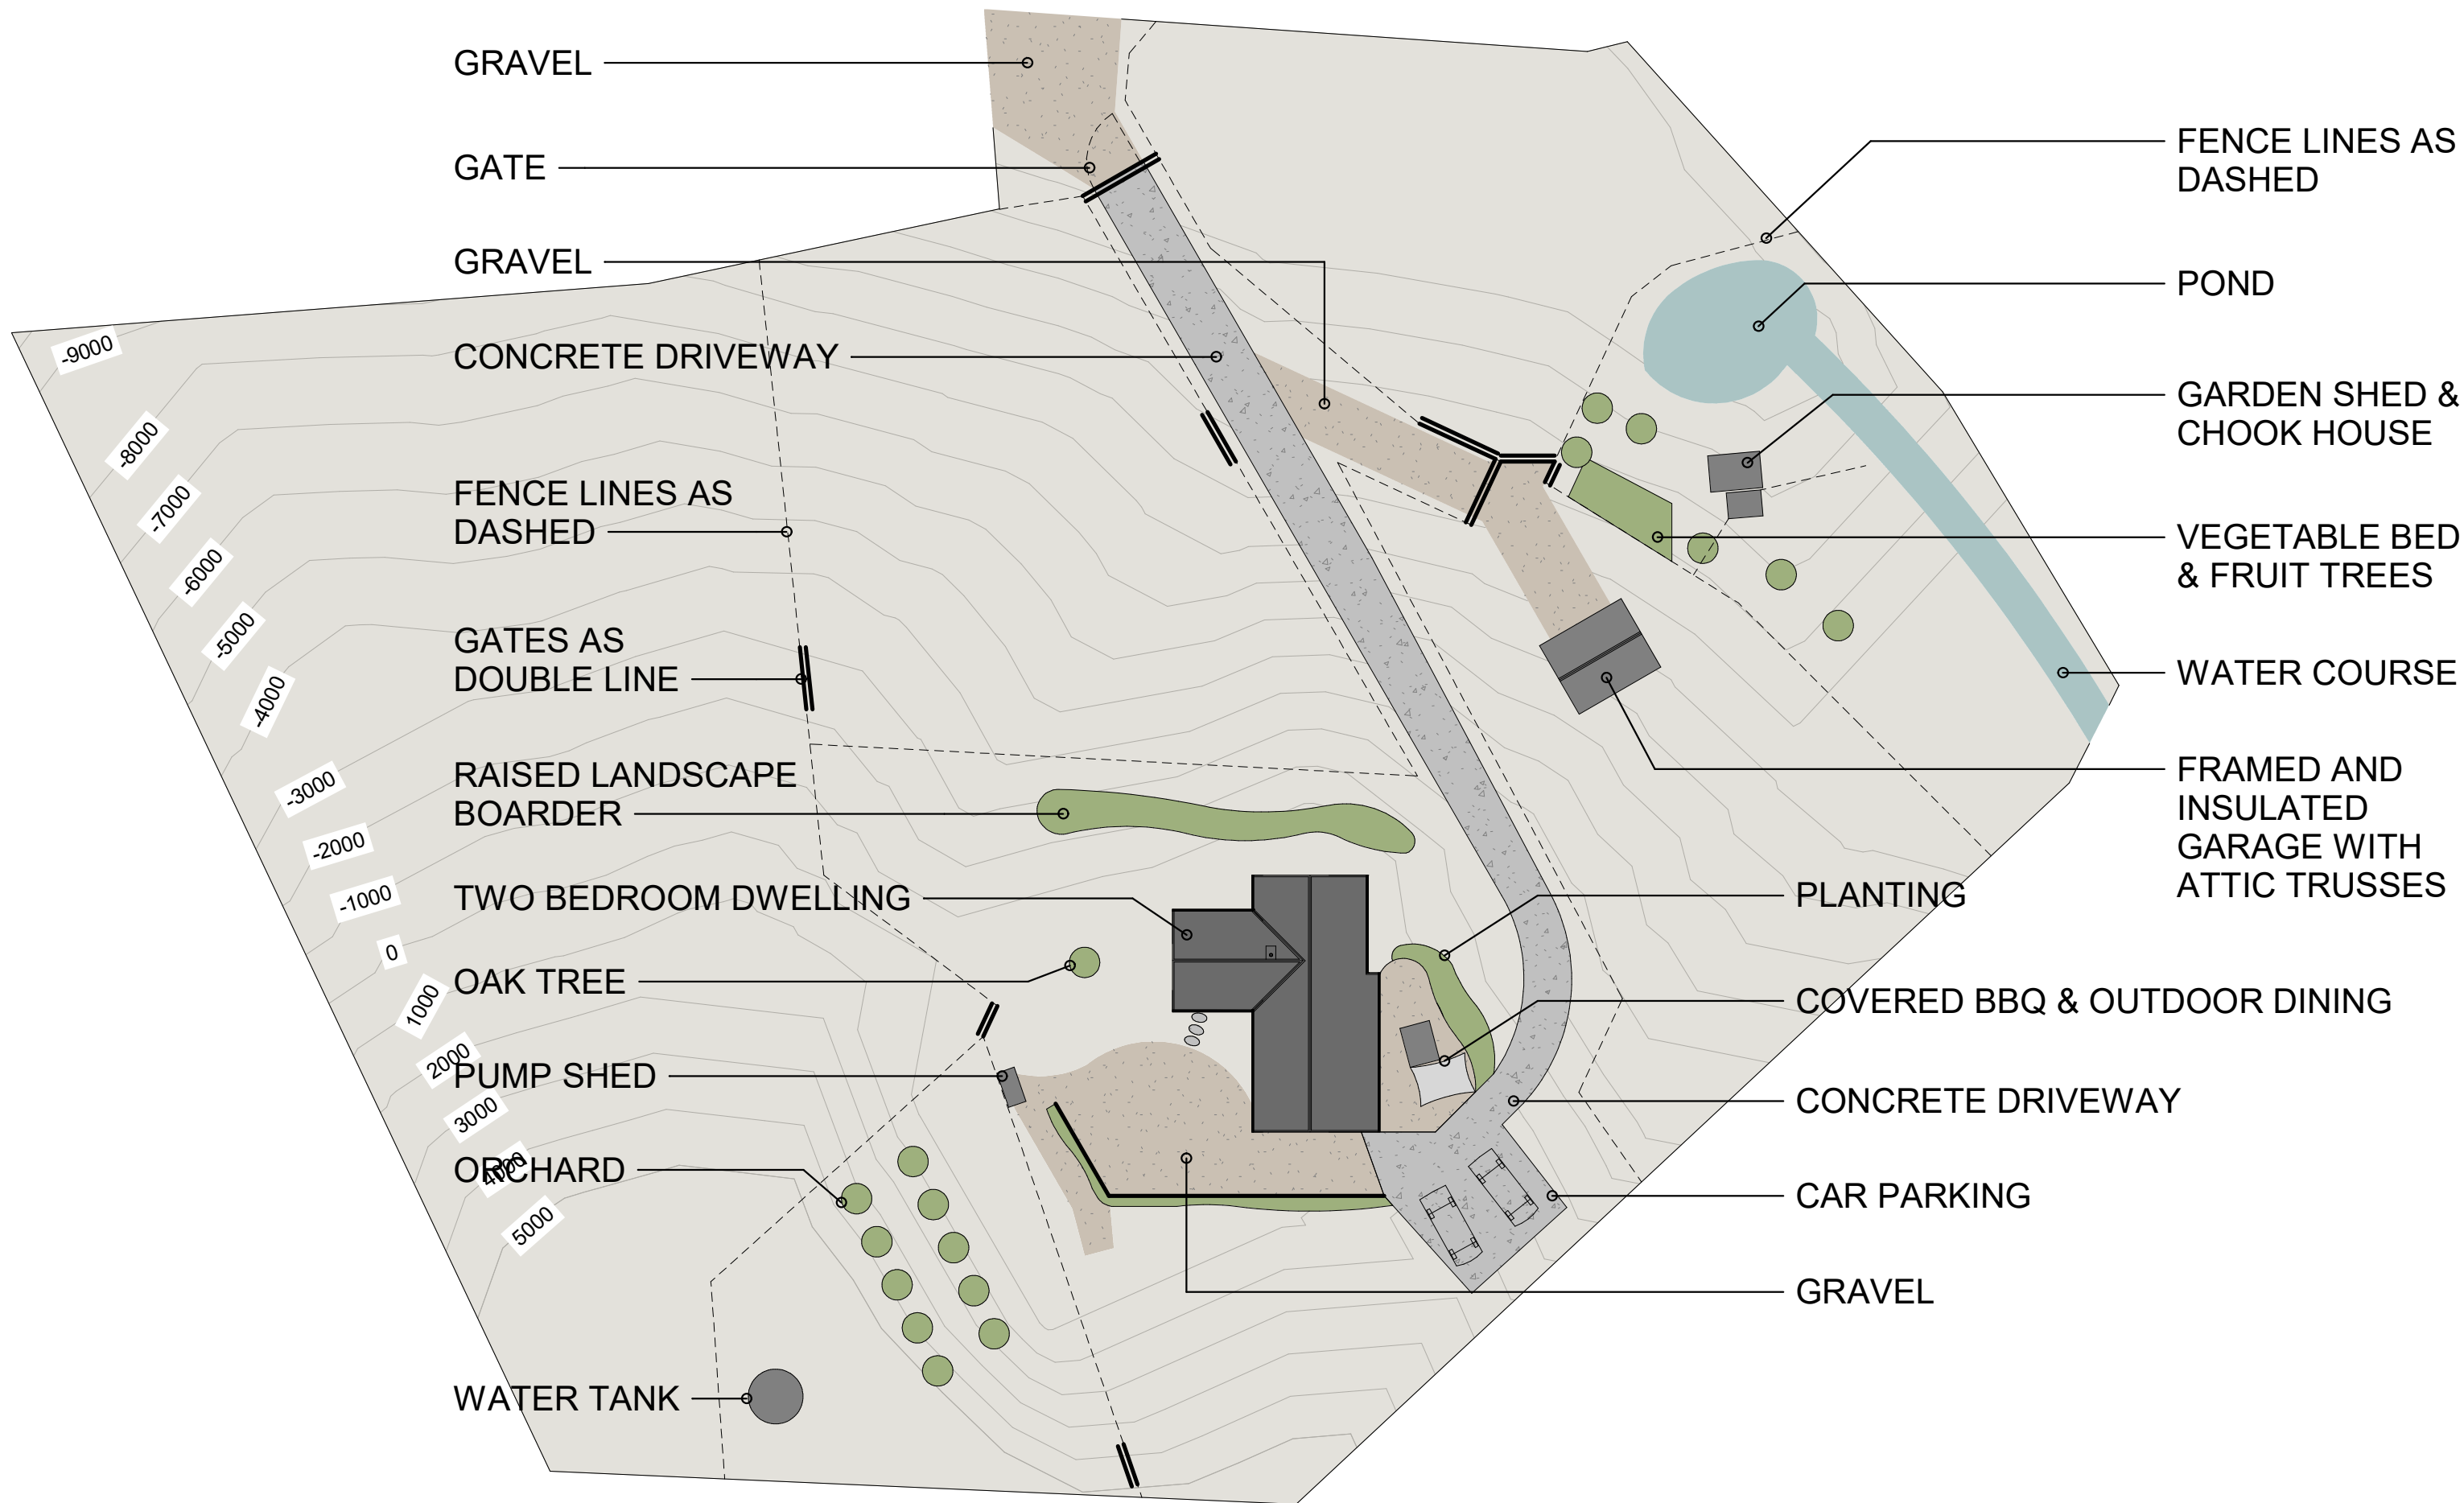 GRAVEL
GATE
GRAVEL
CONCRETE DRIVEWAY
FENCE LINES AS
DASHED
GATES AS
DOUBLE LINE
RAISED LANDSCAPE
BOARDER
TWO BEDROOM DWELLING
OAK TREE
PUMP SHED
ORCHARD
WATER TANK
-9000
-8000
-7000
-6000
-5000
-4000
-3000
-2000
-1000
0
1000
2000
3000
4000
5000
FENCE LINES AS
DASHED
POND
GARDEN SHED &
CHOOK HOUSE
VEGETABLE BED
& FRUIT TREES
WATER COURSE
FRAMED AND
INSULATED
GARAGE WITH
ATTIC TRUSSES
PLANTING
COVERED BBQ & OUTDOOR DINING
CONCRETE DRIVEWAY
CAR PARKING
GRAVEL